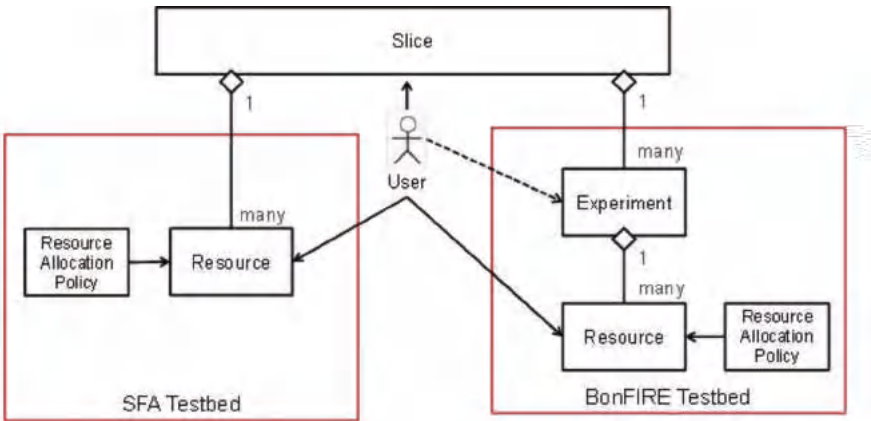 Slice
1
1
many
User
Experiment
many
Resource
Allocation
Policy
Resource
1
many
Resource
Resource
Allocation
Policy
SFA Testbed
BonFIRE Testbed